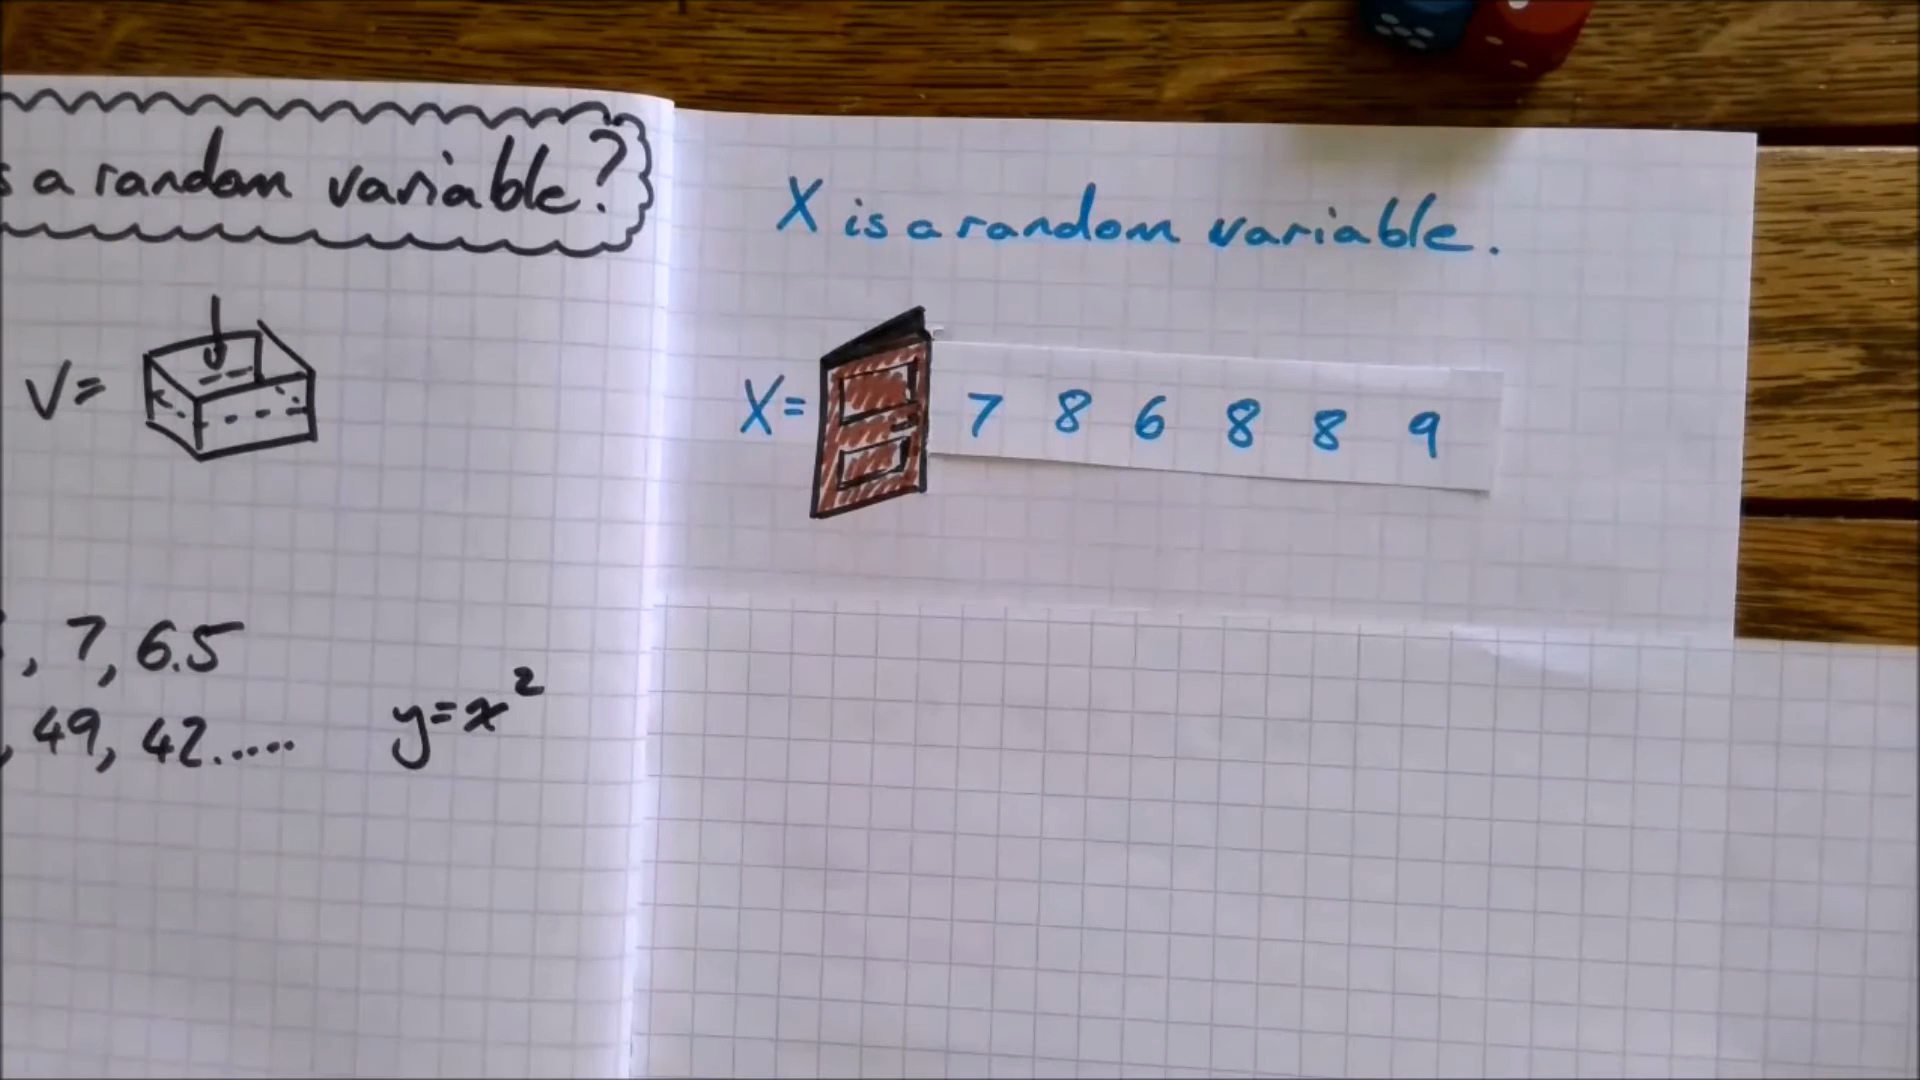 a random variable?
V=
, 7, 6.5
, 49, 42.....
y=x²
X is a random variable.
X= 7 8 6 8 8 9